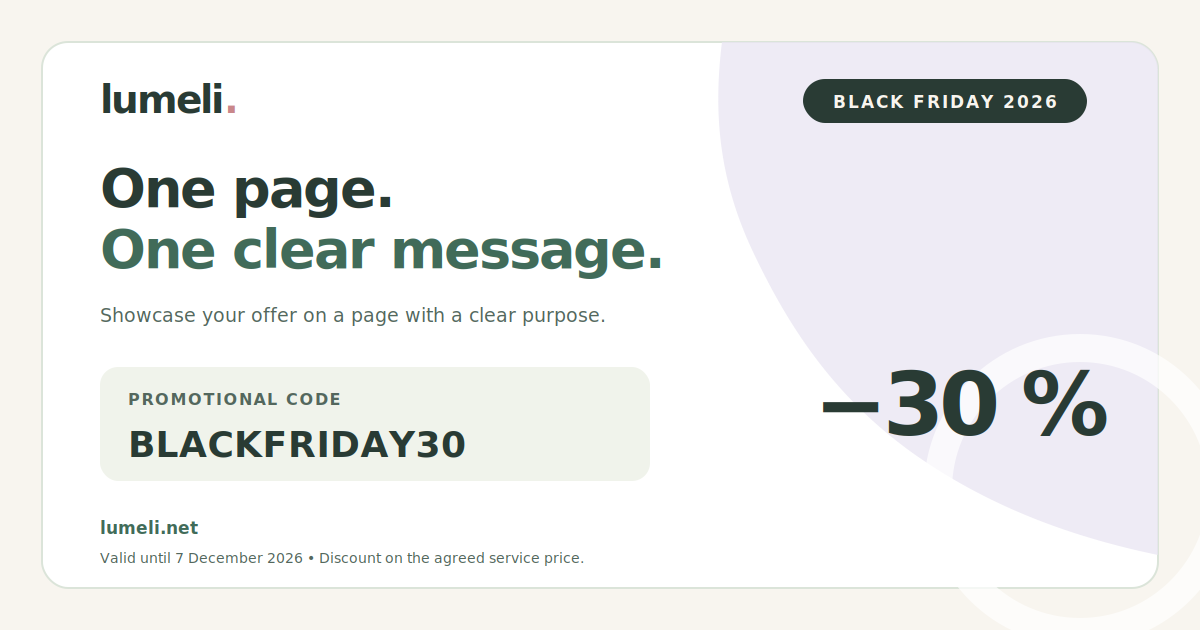 lumeli.
BLACK FRIDAY 2026
One page.
One clear message.
Showcase your offer on a page with a clear purpose.
PROMOTIONAL CODE
BLACKFRIDAY30
−30 %
lumeli.net
Valid until 7 December 2026 • Discount on the agreed service price.